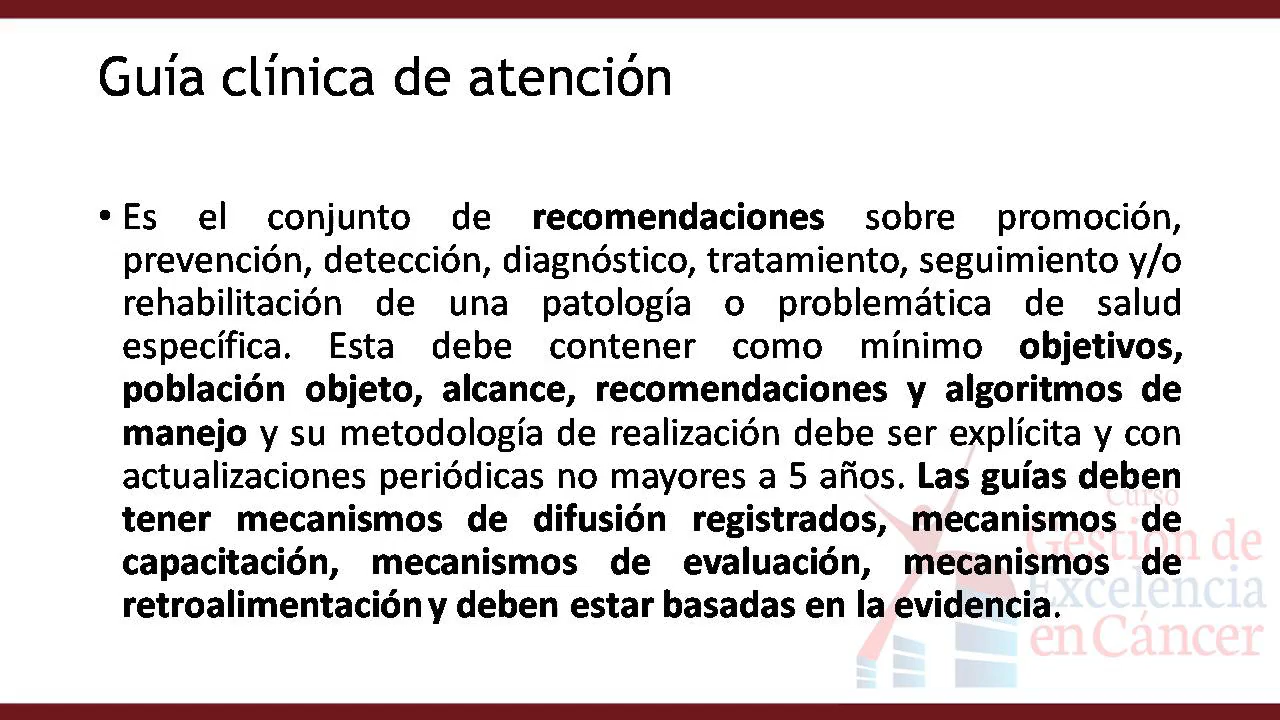 Guía clínica de atención
• Es el conjunto de recomendaciones sobre promoción,
prevención, detección, diagnóstico, tratamiento, seguimiento y/o
rehabilitación de una patología o problemática de salud
específica. Esta debe contener como mínimo objetivos,
población objeto, alcance, recomendaciones y algoritmos de
manejo y su metodología de realización debe ser explícita y con
actualizaciones periódicas no mayores a 5 años. Las guías deben
tener mecanismos de difusión registrados, mecanismos de
capacitación, mecanismos de evaluación, mecanismos de
retroalimentación y deben estar basadas en la evidencia.
Curso
Gestión de
Excelencia
en Cáncer